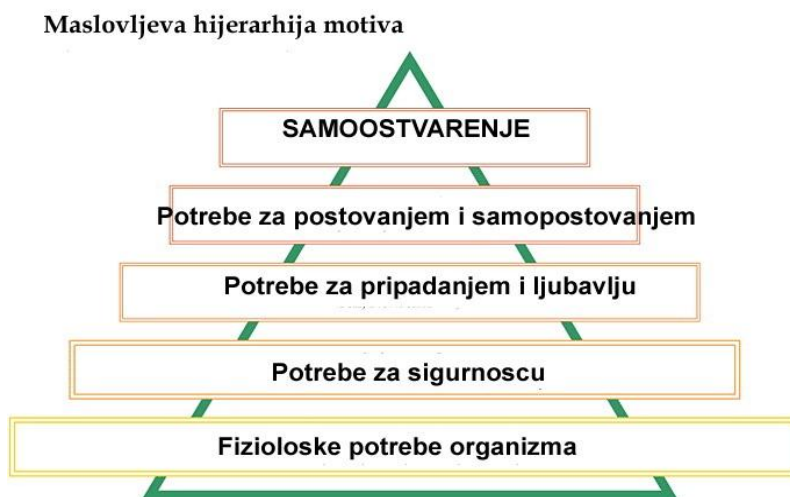 Maslovljeva hijerarhija motiva
SAMOOSTVARENJE
Potrebe za postovanjem i samopostovanjem
Potrebe za pripadanjem i ljubavlju
Potrebe za sigurnoscu
Fizioloske potrebe organizma